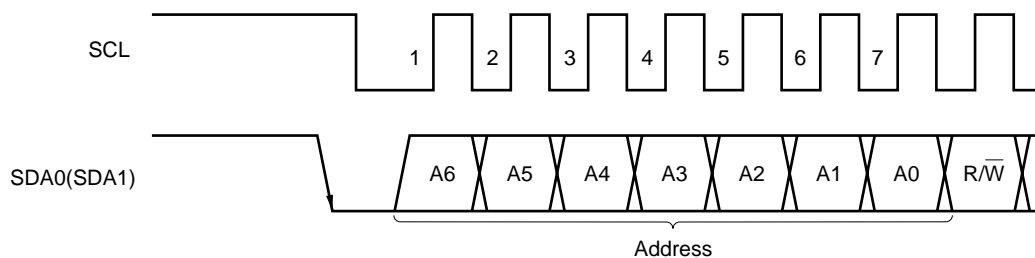 SCL 1 2 3 4 5 6 7
SDA0(SDA1) A6 A5 A4 A3 A2 A1 A0 R/W̅
Address